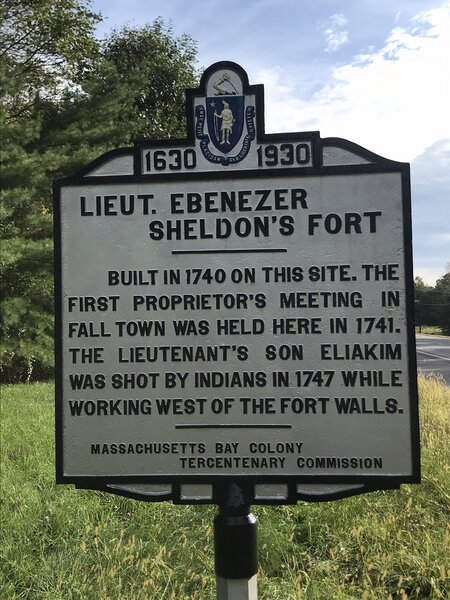 1630 1930
LIEUT. EBENEZER
SHELDON'S FORT
BUILT IN 1740 ON THIS SITE. THE
FIRST PROPRIETOR'S MEETING IN
FALL TOWN WAS HELD HERE IN 1741.
THE LIEUTENANT'S SON ELIAKIM
WAS SHOT BY INDIANS IN 1747 WHILE
WORKING WEST OF THE FORT WALLS.
MASSACHUSETTS BAY COLONY
TERCENTENARY COMMISSION